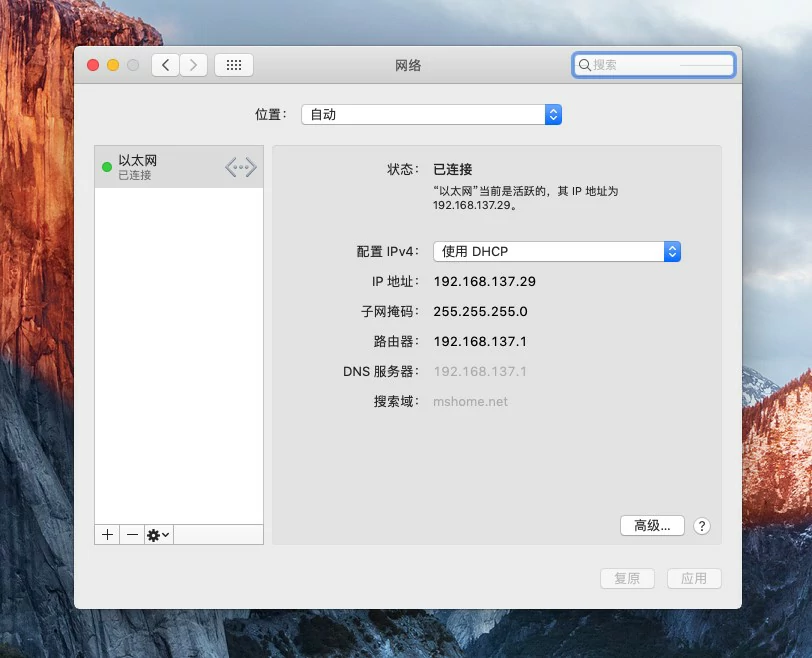 网络
搜索
位置： 自动
以太网
已连接
状态： 已连接
“以太网”当前是活跃的，其 IP 地址为
192.168.137.29。
配置 IPv4： 使用 DHCP
IP 地址： 192.168.137.29
子网掩码： 255.255.255.0
路由器： 192.168.137.1
DNS 服务器： 192.168.137.1
搜索域： mshome.net
高级... ?
复原 应用